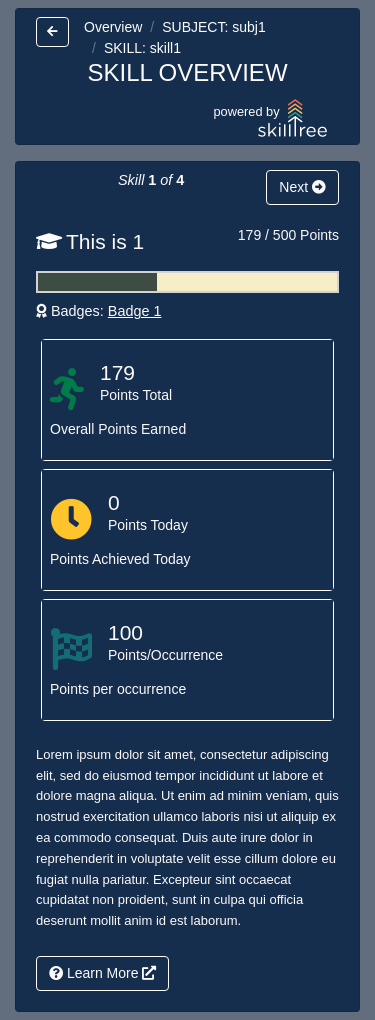 Overview / SUBJECT: subj1
/ SKILL: skill1
SKILL OVERVIEW
powered by
skilltree
Skill 1 of 4
Next
This is 1
179 / 500 Points
Badges: Badge 1
179
Points Total
Overall Points Earned
0
Points Today
Points Achieved Today
100
Points/Occurrence
Points per occurrence
Lorem ipsum dolor sit amet, consectetur adipiscing
elit, sed do eiusmod tempor incididunt ut labore et
dolore magna aliqua. Ut enim ad minim veniam, quis
nostrud exercitation ullamco laboris nisi ut aliquip ex
ea commodo consequat. Duis aute irure dolor in
reprehenderit in voluptate velit esse cillum dolore eu
fugiat nulla pariatur. Excepteur sint occaecat
cupidatat non proident, sunt in culpa qui officia
deserunt mollit anim id est laborum.
Learn More